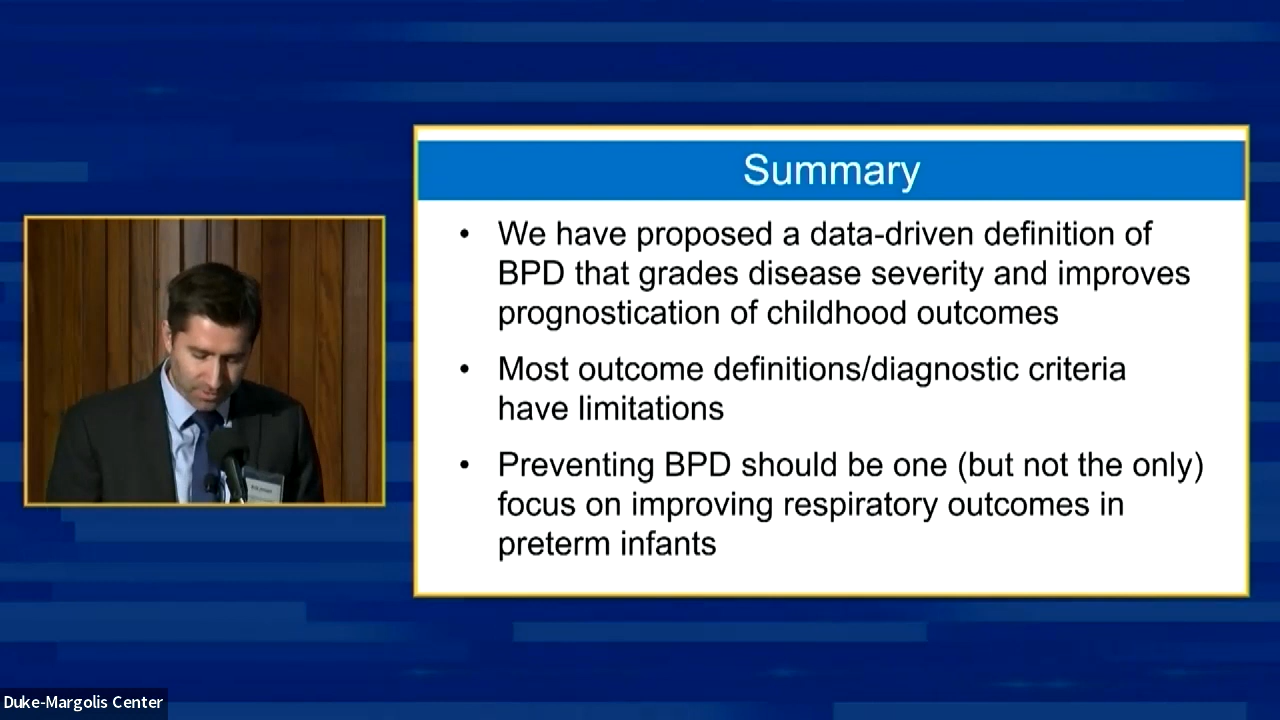 Summary
• We have proposed a data-driven definition of
BPD that grades disease severity and improves
prognostication of childhood outcomes
• Most outcome definitions/diagnostic criteria
have limitations
• Preventing BPD should be one (but not the only)
focus on improving respiratory outcomes in
preterm infants
Duke-Margolis Center